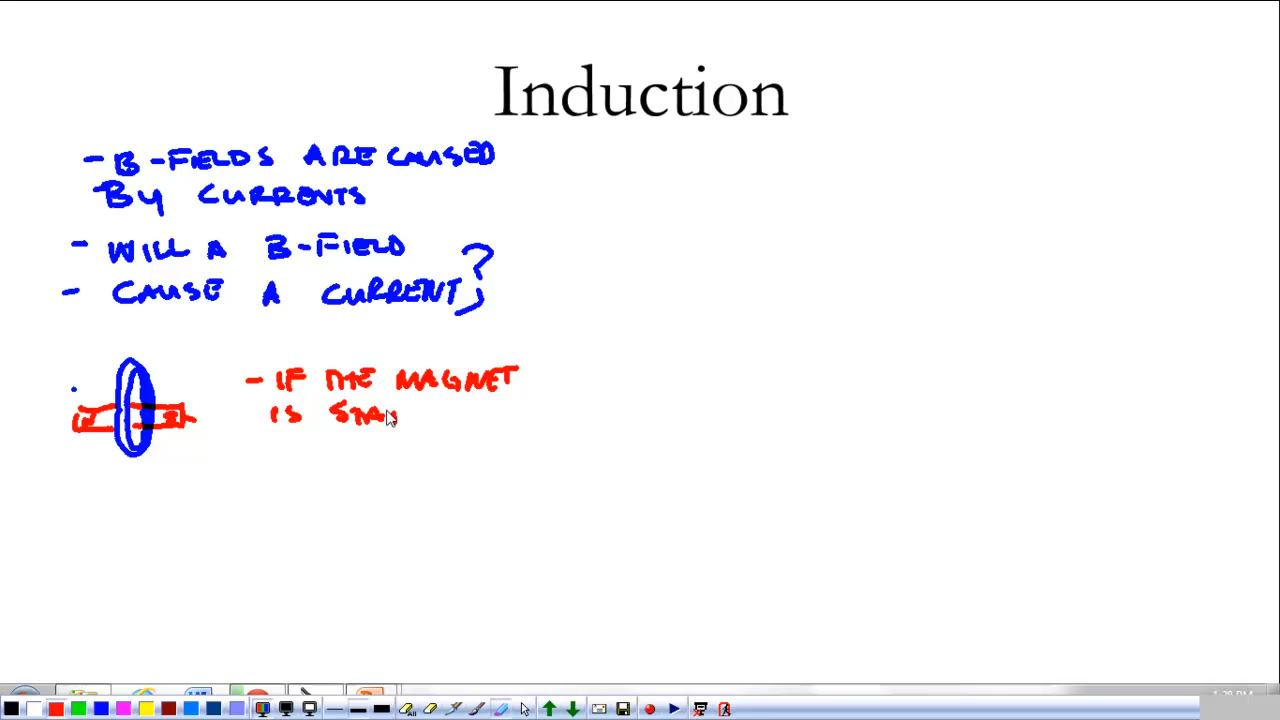 Induction
- B-FIELDS ARE CAUSED
BY CURRENTS
- WILL A B-FIELD
- CAUSE A CURRENT ?
- IF THE MAGNET
IS STA
N